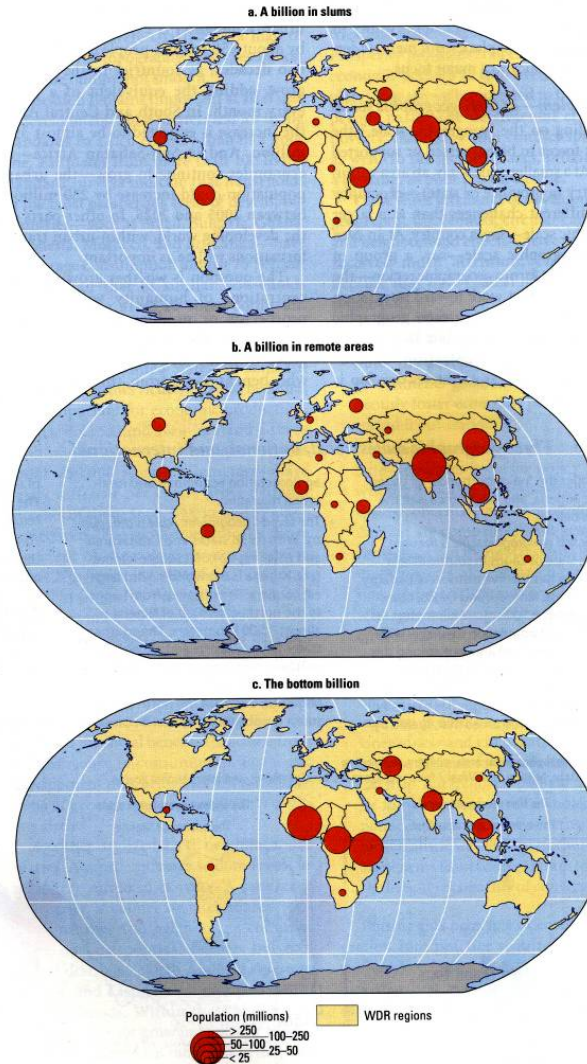 a. A billion in slums
b. A billion in remote areas
c. The bottom billion
Population (millions)
> 250
100–250
50–100
25–50
< 25
WDR regions